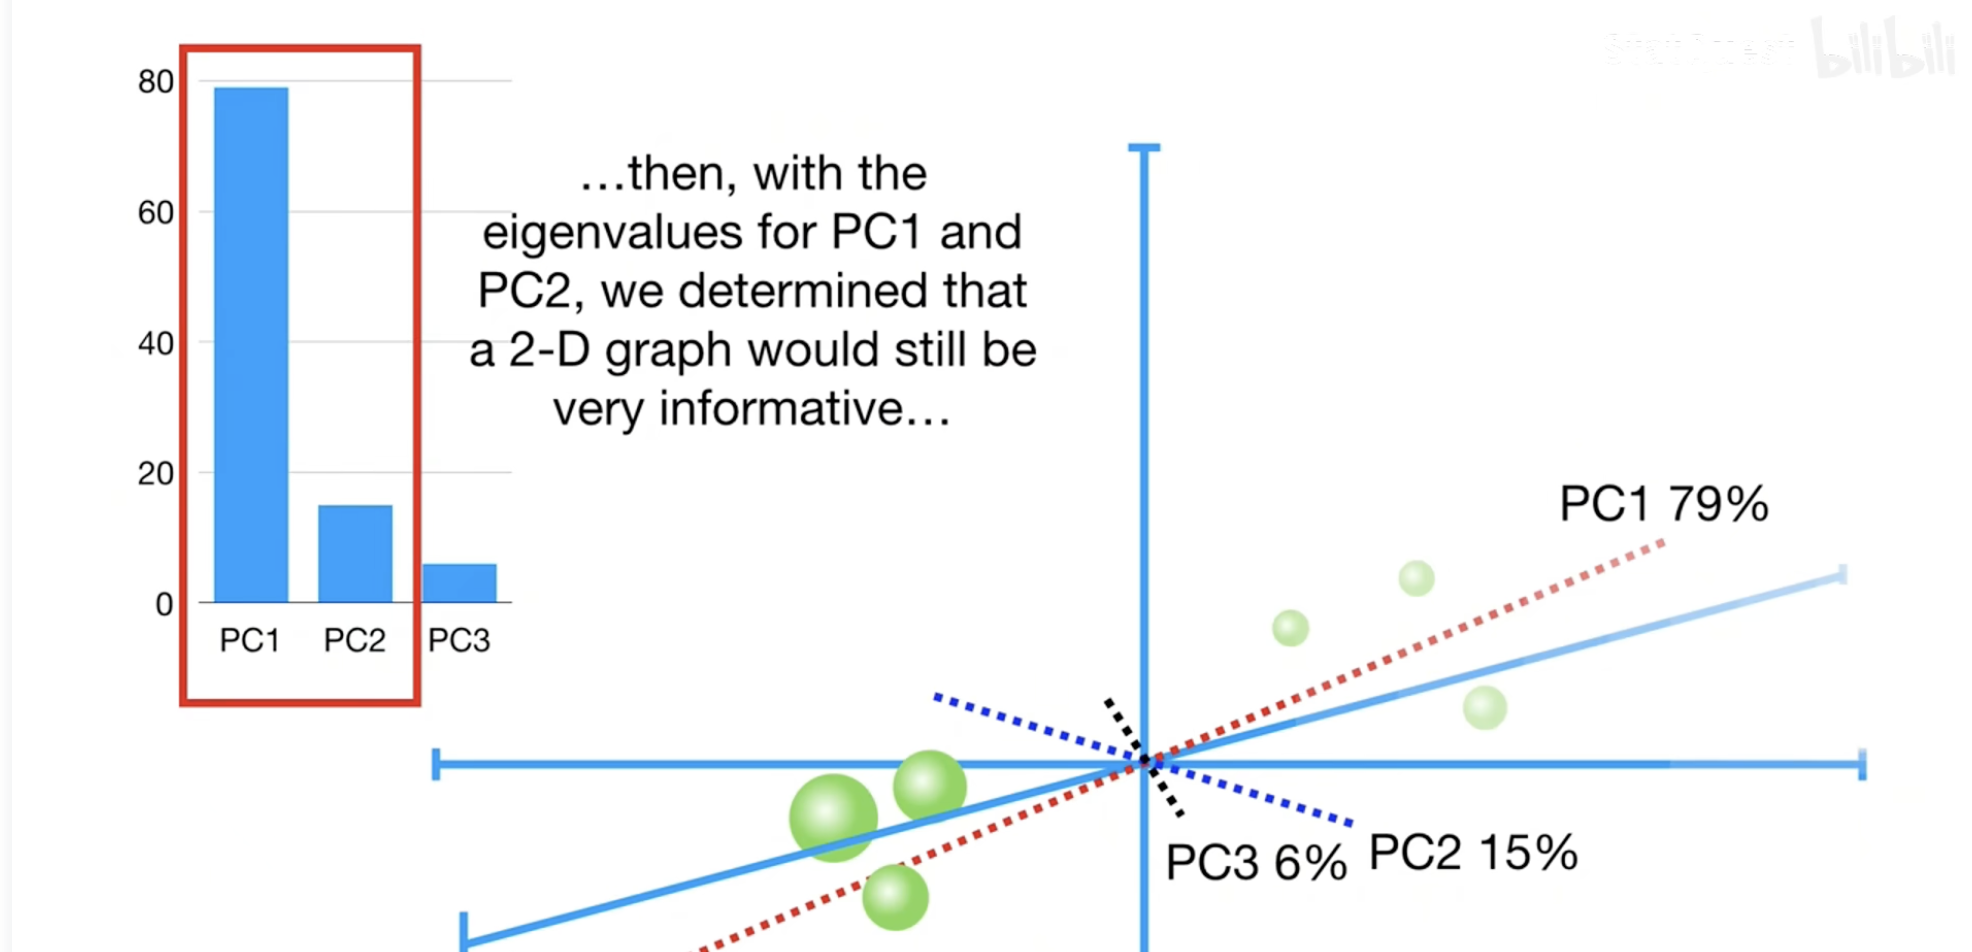 80
60
40
20
0
PC1 PC2 PC3
...then, with the
eigenvalues for PC1 and
PC2, we determined that
a 2-D graph would still be
very informative...
PC1 79%
PC3 6%
PC2 15%
bilibili